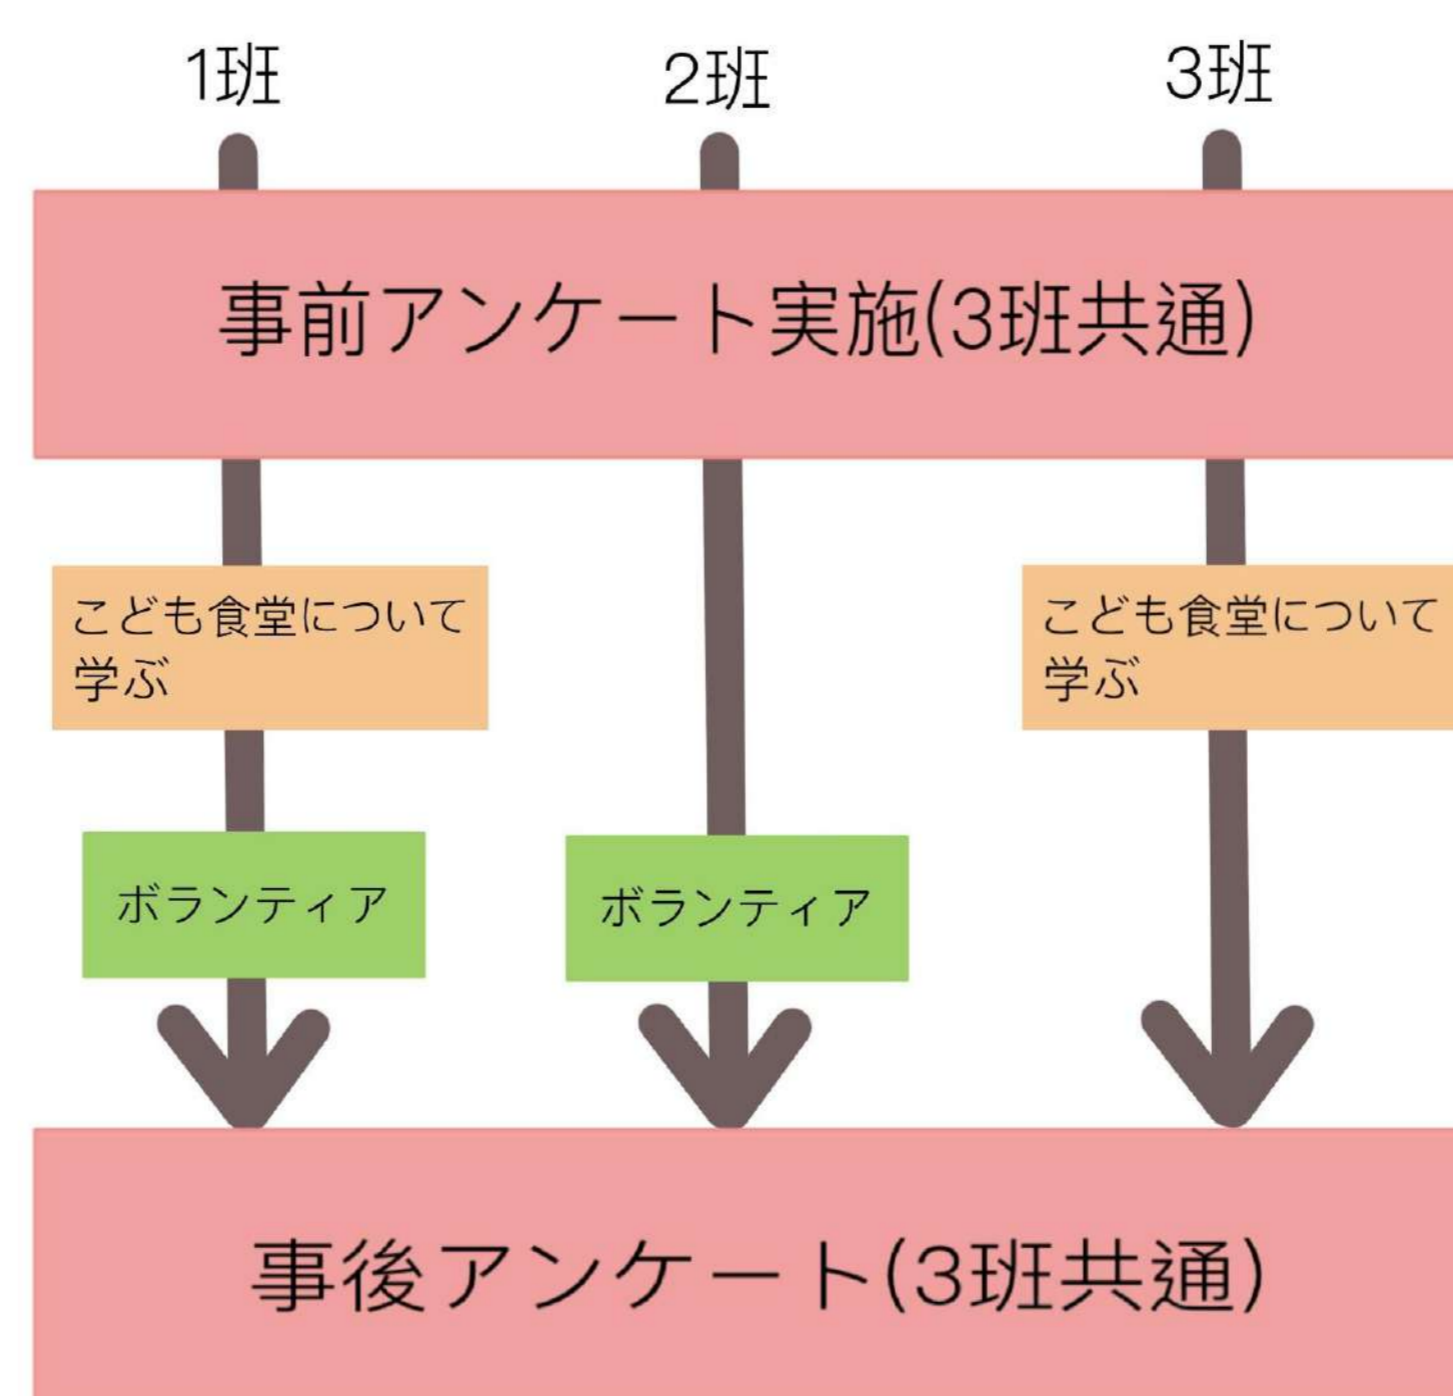 1班
2班
3班
事前アンケート実施(3班共通)
こども食堂について
学ぶ
こども食堂について
学ぶ
ボランティア
ボランティア
事後アンケート(3班共通)